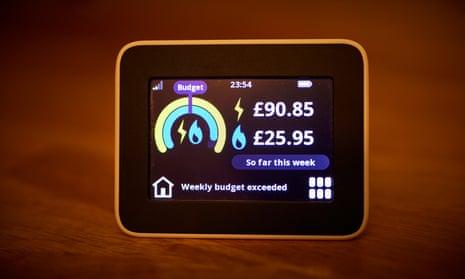 Budget
23:54
£90.85
£25.95
So far this week
Weekly budget exceeded